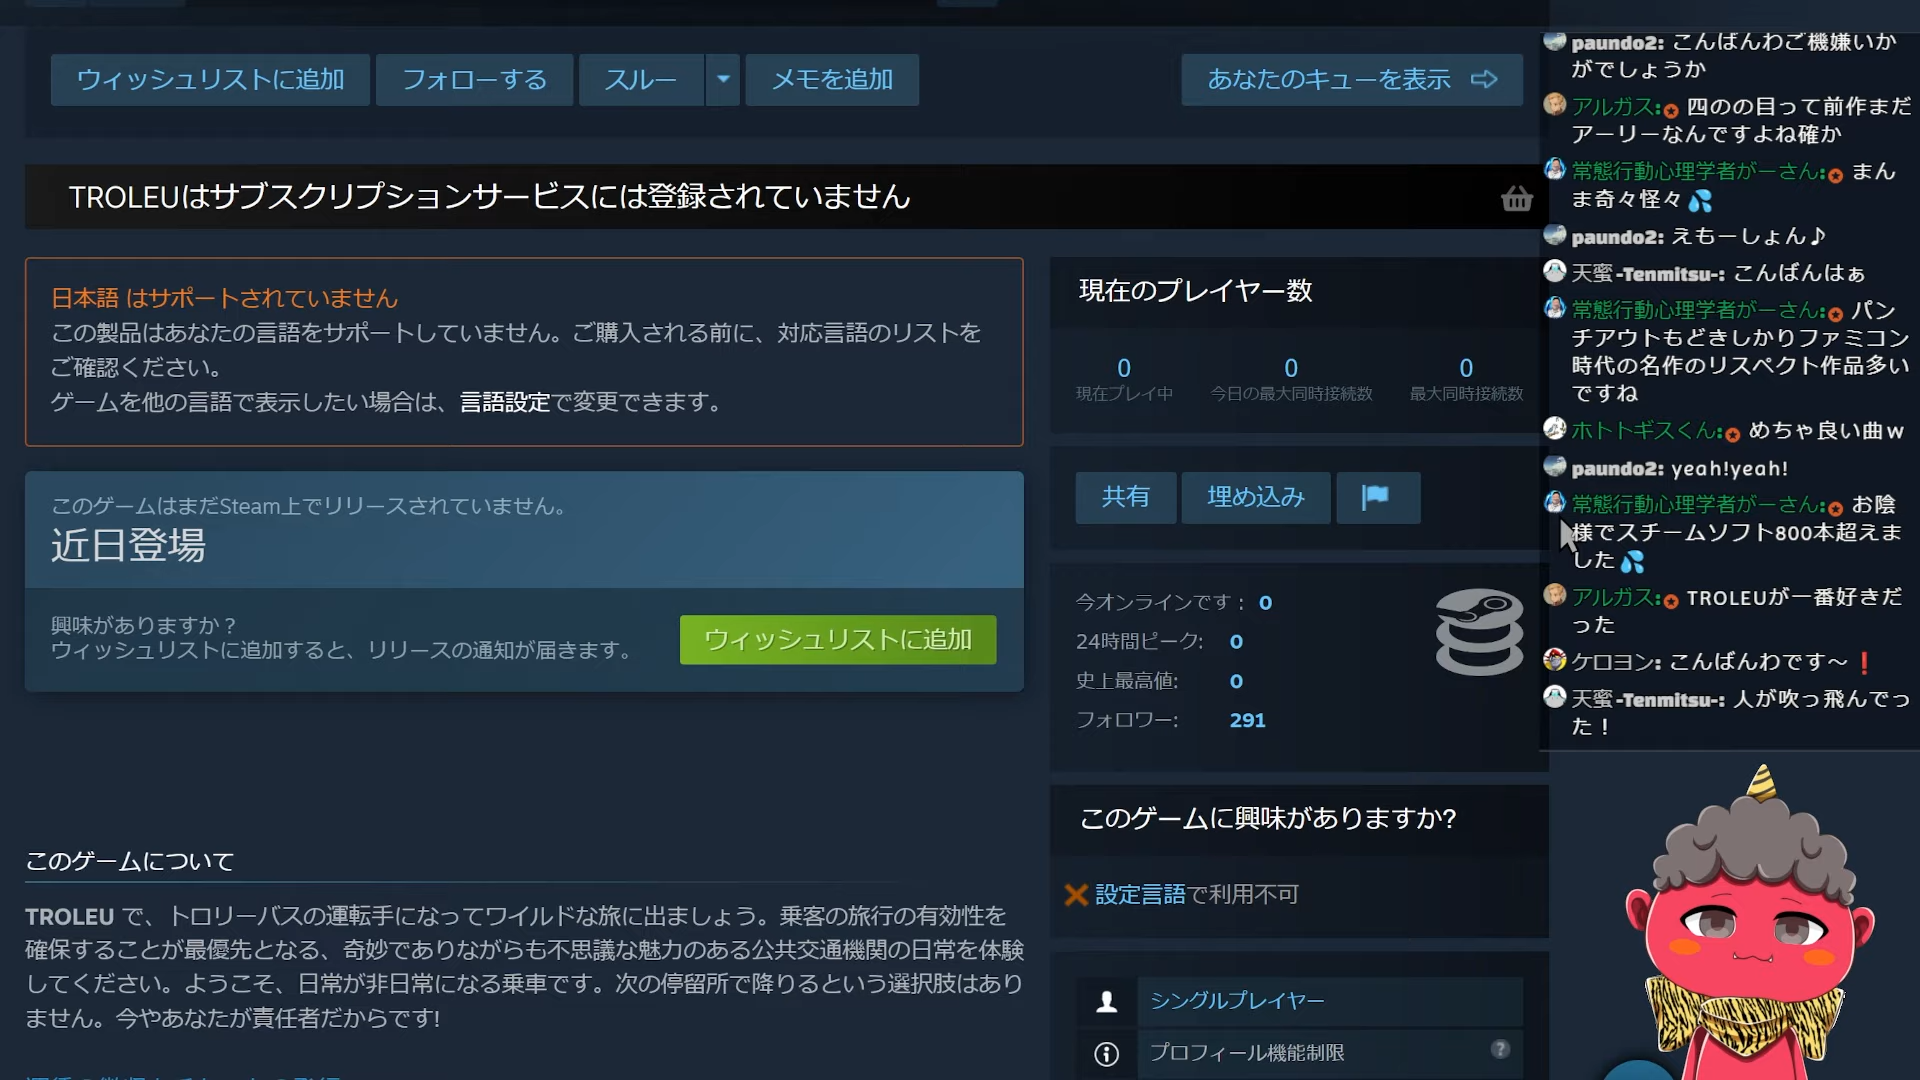 ウィッシュリストに追加
フォローする
スルー
メモを追加
あなたのキューを表示
TROLEUはサブスクリプションサービスには登録されていません
日本語 はサポートされていません
この製品はあなたの言語をサポートしていません。ご購入される前に、対応言語のリストを
ご確認ください。
ゲームを他の言語で表示したい場合は、言語設定で変更できます。
このゲームはまだSteam上でリリースされていません。
近日登場
興味がありますか？
ウィッシュリストに追加すると、リリースの通知が届きます。
ウィッシュリストに追加
このゲームについて
TROLEU で、トロリーバスの運転手になってワイルドな旅に出ましょう。乗客の旅行の有効性を
確保することが最優先となる、奇妙でありながらも不思議な魅力のある公共交通機関の日常を体験
してください。ようこそ、日常が非日常になる乗車です。次の停留所で降りるという選択肢はあり
ません。今やあなたが責任者だからです!
現在のプレイヤー数
0 0 0
現在プレイ中 今日の最大同時接続数 最大同時接続数
共有
埋め込み
今オンラインです： 0
24時間ピーク: 0
史上最高値: 0
フォロワー: 291
このゲームに興味がありますか?
設定言語で利用不可
シングルプレイヤー
プロフィール機能制限
?
paundo2: こんばんわご機嫌いか
がでしょうか
アルガス: 四のの目って前作まだ
アーリーなんですよね確か
常態行動心理学者がーさん: まん
ま奇々怪々
paundo2: えもーしょん♪
天蜜-Tenmitsu-: こんばんはぁ
常態行動心理学者がーさん: パン
チアウトもどきしかりファミコン
時代の名作のリスペクト作品多い
ですね
ホトトギスくん: めちゃ良い曲w
paundo2: yeah!yeah!
常態行動心理学者がーさん: お陰
様でスチームソフト800本超えま
した
アルガス: TROLEUが一番好きだ
った
ケロヨン: こんばんわです～❗
天蜜-Tenmitsu-: 人が吹っ飛んでっ
た！